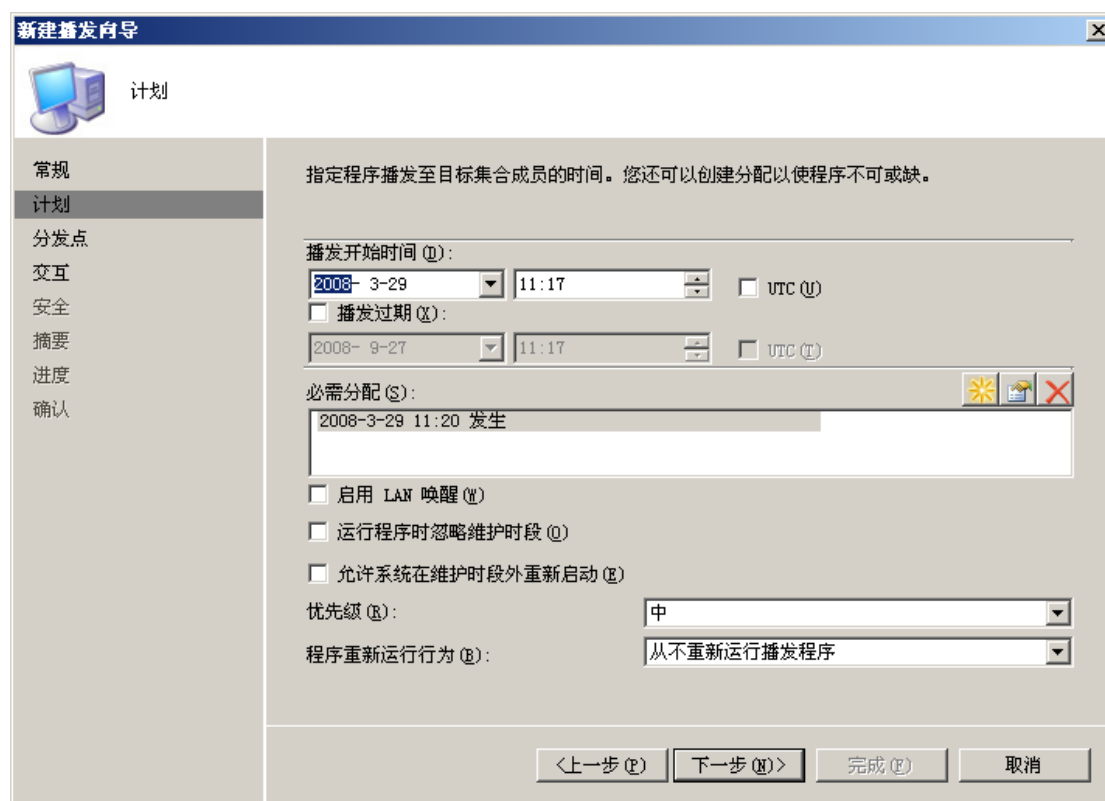 新建播发向导
计划
常规
计划
分发点
交互
安全
摘要
进度
确认
指定程序播发至目标集合成员的时间。您还可以创建分配以使程序不可或缺。
播发开始时间(D):
2008- 3-29 11:17 UTC(U)
播发过期(X):
2008- 9-27 11:17 UTC(T)
必需分配(S):
2008-3-29 11:20 发生
启用 LAN 唤醒(W)
运行程序时忽略维护时段(O)
允许系统在维护时段外重新启动(E)
优先级(R): 中
程序重新运行行为(B): 从不重新运行播发程序
<上一步(P) 下一步(N)> 完成(F) 取消